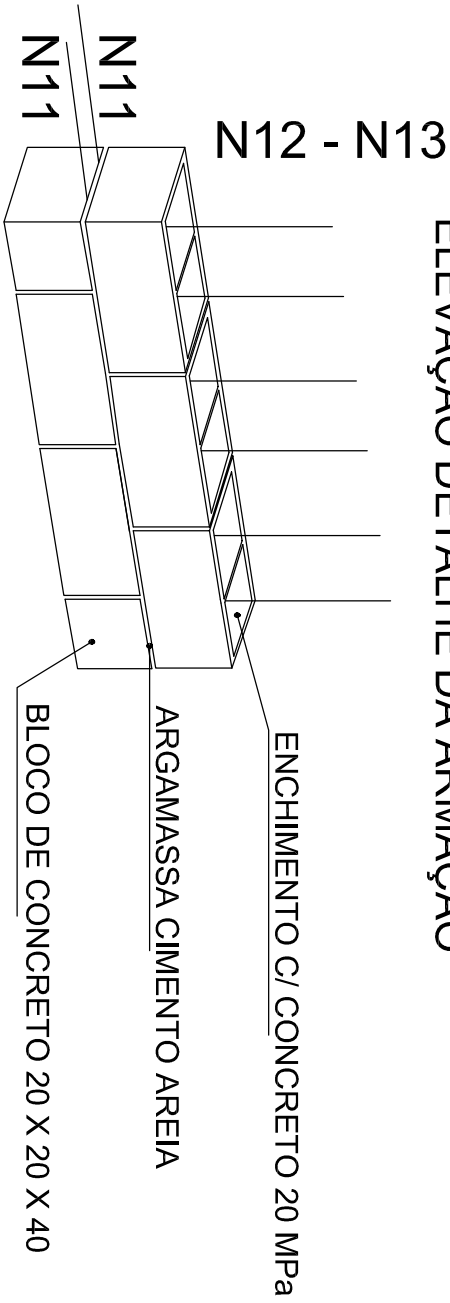 ELEVAÇÃO DETALHE DA ARMAÇÃO
N12 - N13
N11
N11
ENCHIMENTO C/ CONCRETO 20 MPa
ARGAMASSA CIMENTO AREIA
BLOCO DE CONCRETO 20 X 20 X 40